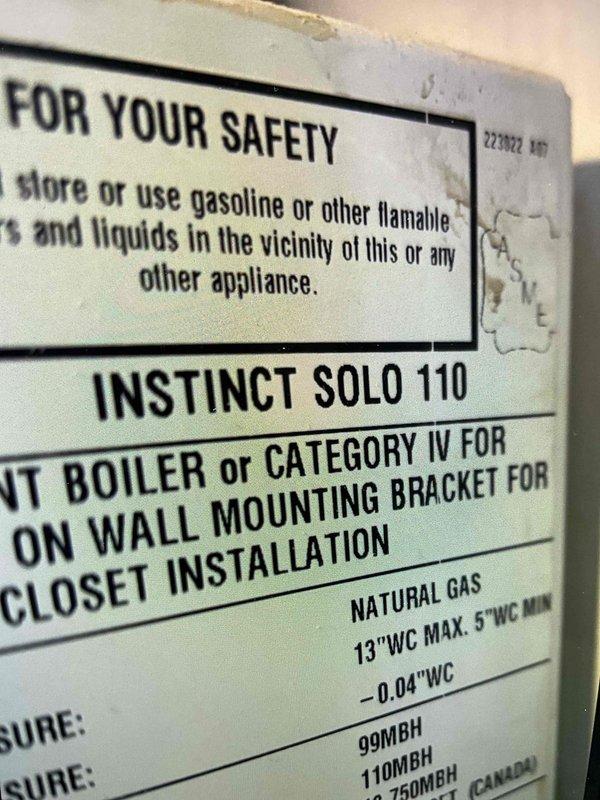 FOR YOUR SAFETY
223022
store or use gasoline or other flamable
and liquids in the vicinity of this or any
other appliance.
ASME
INSTINCT SOLO 110
NT BOILER or CATEGORY IV FOR
ON WALL MOUNTING BRACKET FOR
CLOSET INSTALLATION
NATURAL GAS
13"WC MAX. 5"WC MIN
-0.04"WC
SURE:
99MBH
SURE:
110MBH
750MBH
(CANADA)